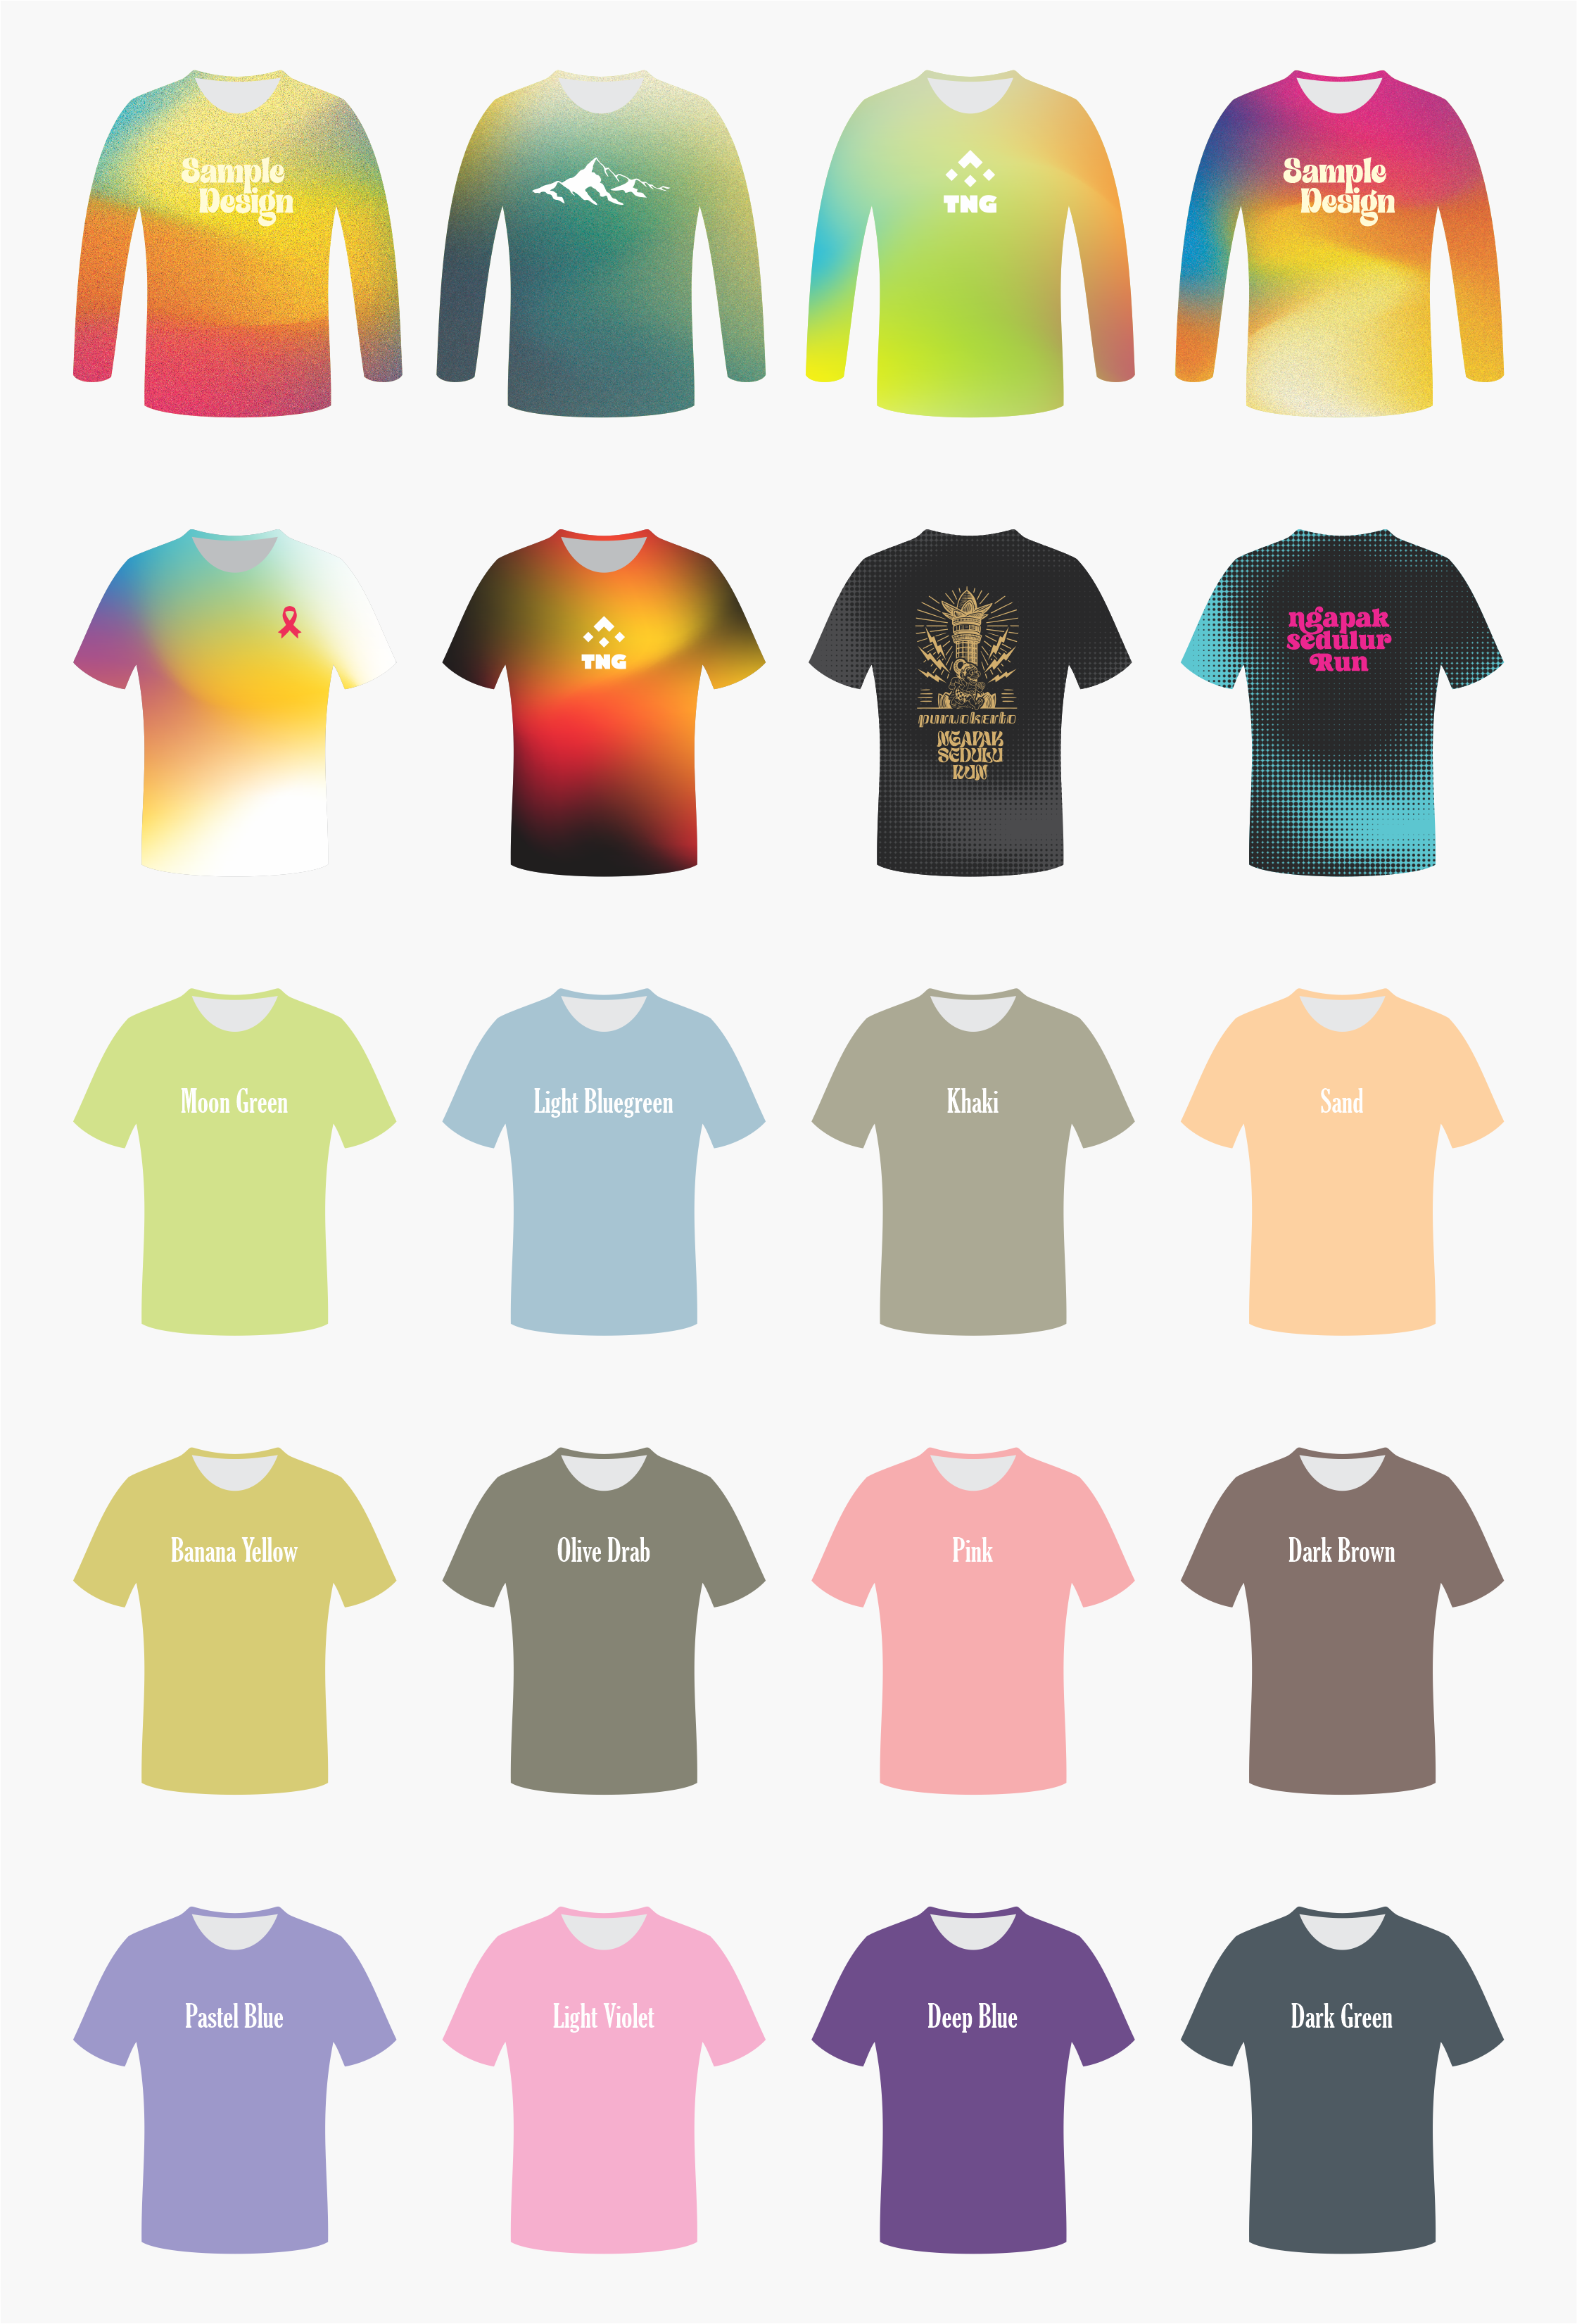 Sample
Design
TNG
Sample
Design
TNG
purwokerto
NGAPAK
SEDULU
RUN
ngapak
sedulur
Run
Moon Green
Light Bluegreen
Khaki
Sand
Banana Yellow
Olive Drab
Pink
Dark Brown
Pastel Blue
Light Violet
Deep Blue
Dark Green